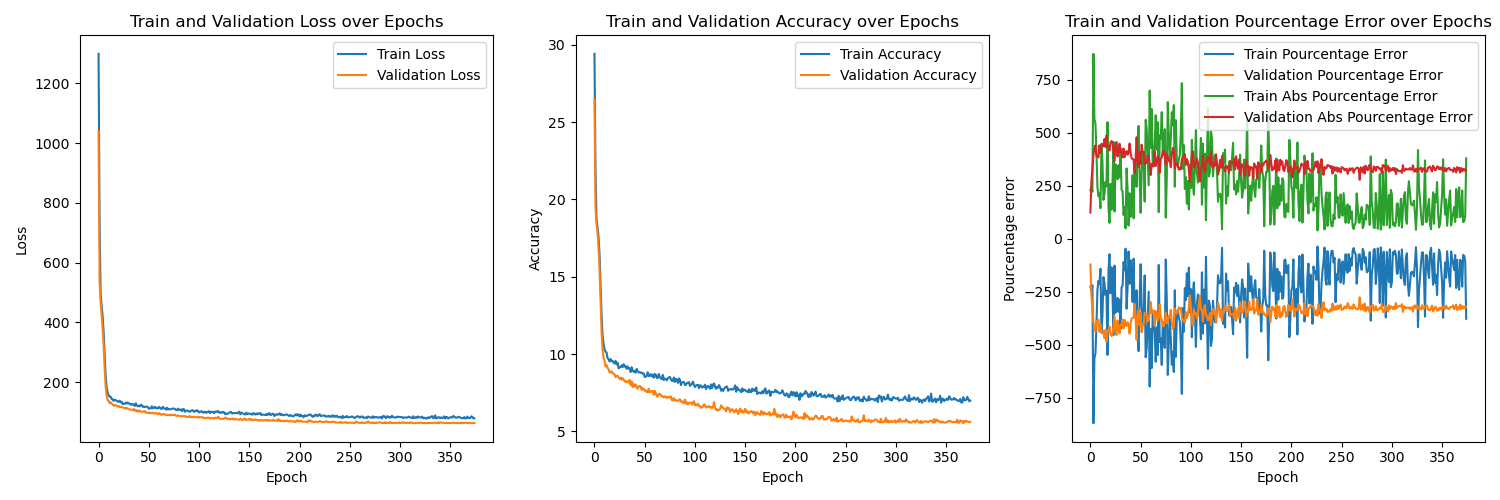 Train and Validation Loss over Epochs
Train Loss
Validation Loss
1200
1000
800
600
400
200
0
50
100
150
200
250
300
350
Loss
Epoch
Train and Validation Accuracy over Epochs
Train Accuracy
Validation Accuracy
30
25
20
15
10
5
0
50
100
150
200
250
300
350
Accuracy
Epoch
Train and Validation Pourcentage Error over Epochs
Train Pourcentage Error
Validation Pourcentage Error
Train Abs Pourcentage Error
Validation Abs Pourcentage Error
750
500
250
0
−250
−500
−750
0
50
100
150
200
250
300
350
Pourcentage error
Epoch